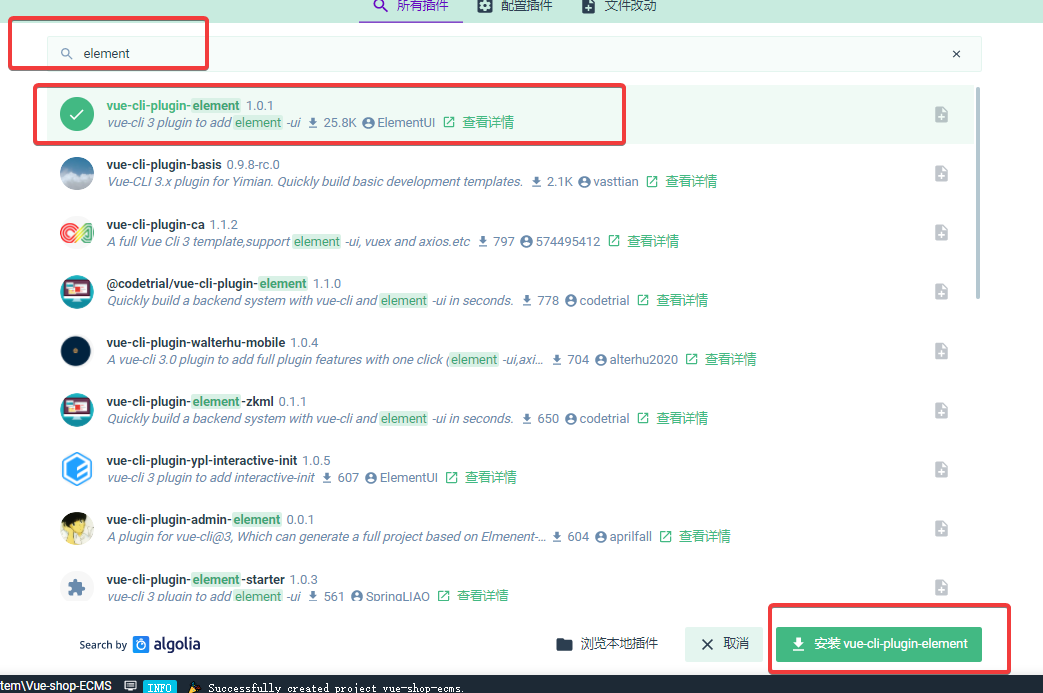 所有插件 配置插件 文件改动
element
vue-cli-plugin-element 1.0.1
vue-cli 3 plugin to add element -ui 25.8K ElementUI 查看详情
vue-cli-plugin-basis 0.9.8-rc.0
Vue-CLI 3.x plugin for Yimian. Quickly build basic development templates. 2.1K vasttian 查看详情
vue-cli-plugin-ca 1.1.2
A full Vue Cli 3 template,support element -ui, vuex and axios.etc 797 574495412 查看详情
@codetrial/vue-cli-plugin-element 1.1.0
Quickly build a backend system with vue-cli and element -ui in seconds. 778 codetrial 查看详情
vue-cli-plugin-walterhu-mobile 1.0.4
A vue-cli 3.0 plugin to add full plugin features with one click (element -ui,axi... 704 alterhu2020 查看详情
vue-cli-plugin-element-zkml 0.1.1
Quickly build a backend system with vue-cli and element -ui in seconds. 650 codetrial 查看详情
vue-cli-plugin-ypl-interactive-init 1.0.5
vue-cli 3 plugin to add interactive-init 607 ElementUI 查看详情
vue-cli-plugin-admin-element 0.0.1
A plugin for vue-cli@3, Which can generate a full project based on Elmenent-... 604 aprilfall 查看详情
vue-cli-plugin-element-starter 1.0.3
vue-cli 3 plugin to add element -ui 561 SpringLIAO 查看详情
Search by algolia 浏览本地插件 取消 安装 vue-cli-plugin-element
tem\Vue-shop-ECMS INFO Successfully created project vue-shop-ecms.